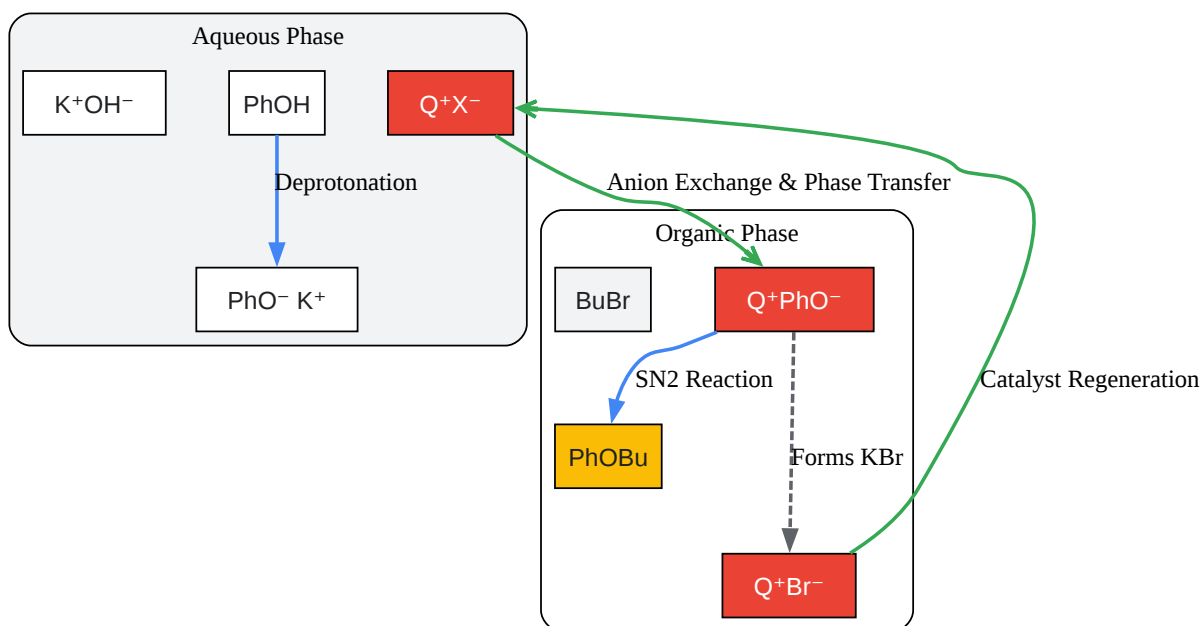 Aqueous Phase
K⁺OH⁻
PhOH
Q⁺X⁻
Deprotonation
Anion Exchange & Phase Transfer
Organic Phase
PhO⁻ K⁺
BuBr
Q⁺PhO⁻
SN2 Reaction
Catalyst Regeneration
PhOBu
Forms KBr
Q⁺Br⁻